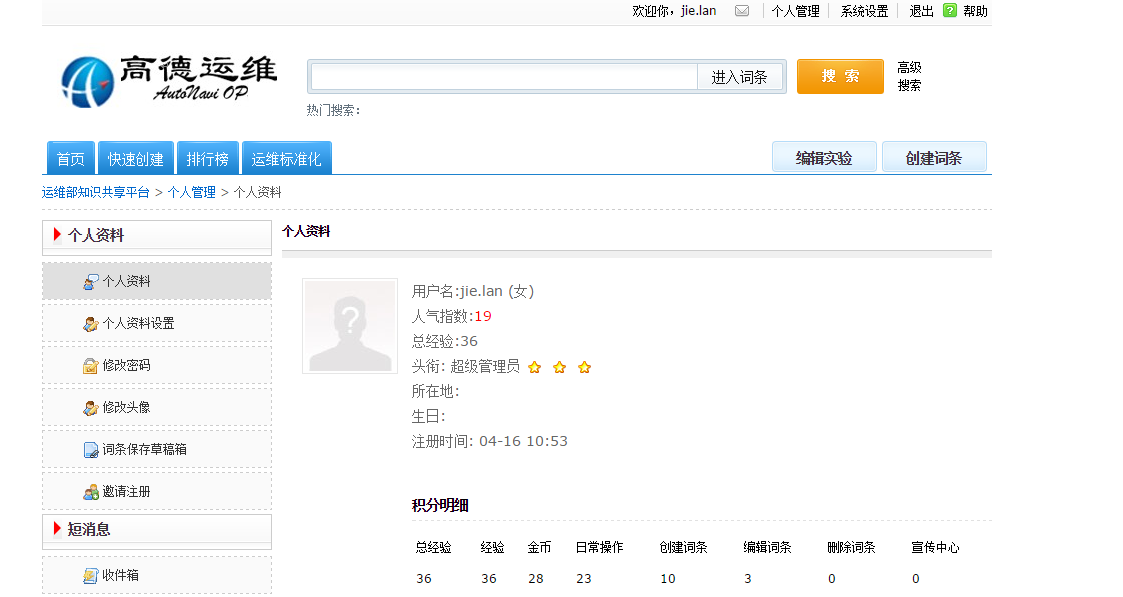 欢迎你，jie.lan 个人管理 系统设置 退出 帮助
高德运维
AutoNavi OP
进入词条 搜 索 高级
搜索
热门搜索：
首页 快速创建 排行榜 运维标准化 编辑实验 创建词条
运维部知识共享平台 > 个人管理 > 个人资料
个人资料
个人资料
个人资料设置
修改密码
修改头像
词条保存草稿箱
邀请注册
短消息
收件箱
个人资料
用户名:jie.lan (女)
人气指数:19
总经验:36
头衔: 超级管理员
所在地:
生日:
注册时间: 04-16 10:53
积分明细
总经验 经验 金币 日常操作 创建词条 编辑词条 删除词条 宣传中心
36 36 28 23 10 3 0 0